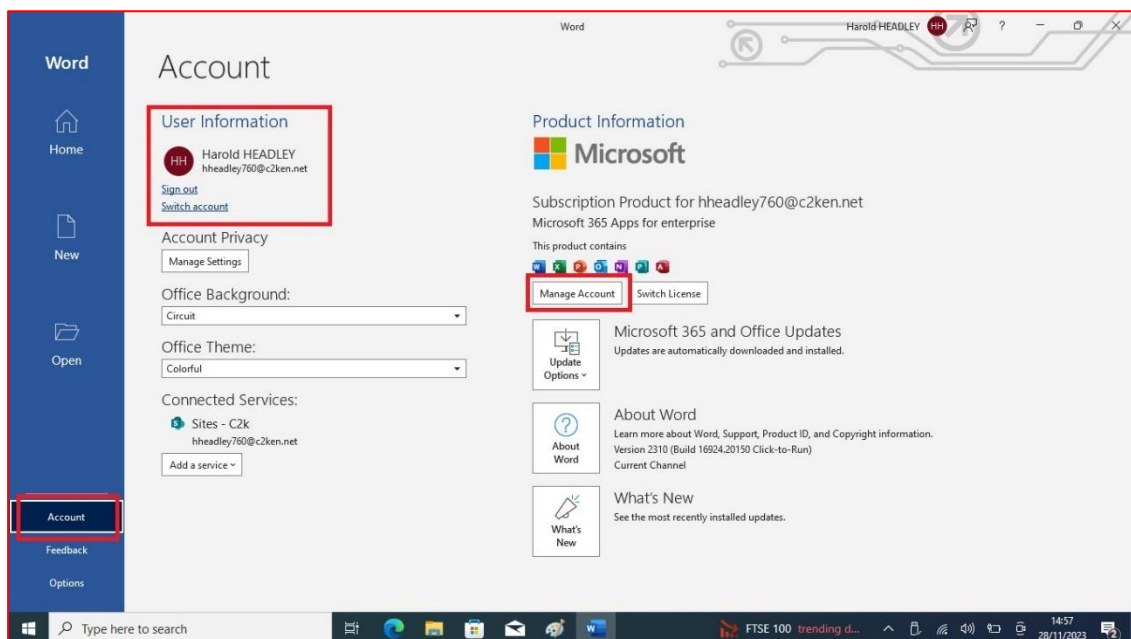 Word
Harold HEADLEY HH ?
Word
Home
New
Open
Account
Feedback
Options
Account
User Information
HH
Harold HEADLEY
hheadley760@c2ken.net
Sign out
Switch account
Account Privacy
Manage Settings
Office Background:
Circuit
Office Theme:
Colorful
Connected Services:
Sites - C2k
hheadley760@c2ken.net
Add a service
Product Information
Microsoft
Subscription Product for hheadley760@c2ken.net
Microsoft 365 Apps for enterprise
This product contains
Manage Account
Switch License
Update
Options
Microsoft 365 and Office Updates
Updates are automatically downloaded and installed.
About
Word
About Word
Learn more about Word, Support, Product ID, and Copyright information.
Version 2310 (Build 16924.20150 Click-to-Run)
Current Channel
What's
New
What's New
See the most recently installed updates.
Type here to search
FTSE 100 trending d...
14:57
28/11/2023
2